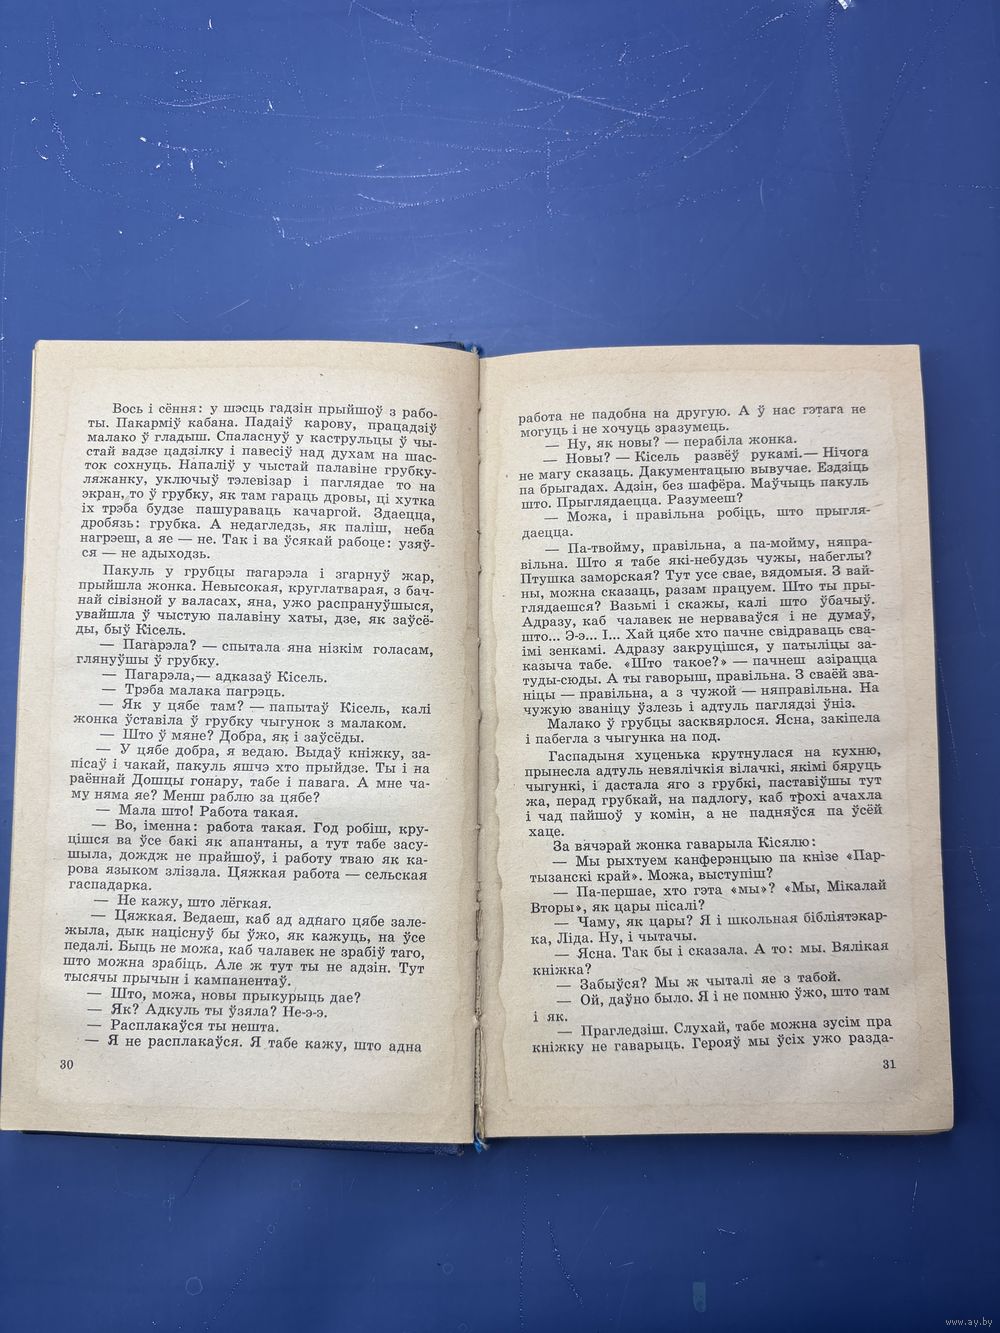 Вось і сёння: у шэсць гадзін прыйшоў з рабо-
ты. Пакарміў кабана. Падаіў карову, працадзіў
малако ў гладыш. Спаласнуў у каструльцы ў чы-
стай вадзе цадзілку і павесіў над духам на шас-
ток сохнуць. Напаліў у чыстай палавіне грубку-
ляжанку, уключыў тэлевізар і паглядае то на
экран, то ў грубку, як там гараць дровы, ці хутка
іх трэба будзе пашураваць качаргой. Здаецца,
дробязь: грубка. А недагледзь, як паліш, неба
нагрэеш, а яе — не. Так і ва ўсякай рабоце: узяў-
ся — не адыходзь.
Пакуль у грубцы пагарэла і згарнуў жар,
прыйшла жонка. Невысокая, круглатварая, з бач-
най сівізной у валасах, яна, ужо распрануўшыся,
увайшла ў чыстую палавіну хаты, дзе, як заўсё-
ды, быў Кісель.
— Пагарэла? — спытала яна нізкім голасам,
глянуўшы ў грубку.
— Пагарэла,— адказаў Кісель.
— Трэба малака пагрэць.
— Як у цябе там? — папытаў Кісель, калі
жонка ўставіла ў грубку чыгунок з малаком.
— Што ў мяне? Добра, як і заўсёды.
— У цябе добра, я ведаю. Выдаў кніжку, за-
пісаў і чакай, пакуль яшчэ хто прыйдзе. Ты і на
раённай Дошцы гонару, табе і павага. А мне ча-
му няма яе? Менш раблю за цябе?
— Мала што! Работа такая.
— Во, іменна: работа такая. Год робіш, кру-
цішся ва ўсе бакі як апантаны, а тут табе засу-
шыла, дождж не прайшоў, і работу тваю як ка-
рова языком злізала. Цяжкая работа — сельская
гаспадарка.
— Не кажу, што лёгкая.
— Цяжкая. Ведаеш, каб ад аднаго цябе зале-
жыла, дык націснуў бы ўжо, як кажуць, на ўсе
педалі. Быць не можа, каб чалавек не зрабіў таго,
што можна зрабіць. Але ж тут ты не адзін. Тут
тысячы прычын і кампанентаў.
— Што, можа, новы прыкурыць дае?
— Як? Адкуль ты ўзяла? Не-э-э.
— Расплакаўся ты нешта.
— Я не расплакаўся. Я табе кажу, што адна
30
работа не падобна на другую. А ў нас гэтага не
могуць і не хочуць зразумець.
— Ну, як новы? — перабіла жонка.
— Новы? — Кісель развёў рукамі.— Нічога
не магу сказаць. Дакументацыю вывучае. Ездзіць
па брыгадах. Адзін, без шафёра. Маўчыць пакуль
што. Прыглядаецца. Разумееш?
— Можа, і правільна робіць, што прыгля-
даецца.
— Па-твойму, правільна, а па-мойму, няпра-
вільна. Што я табе які-небудзь чужы, набеглы?
Птушка заморская? Тут усе свае, вядомыя. З вай-
ны, можна сказаць, разам працуем. Што ты пры-
глядаешся? Вазьмі і скажы, калі што ўбачыў.
Адразу, каб чалавек не нерваваўся і не думаў,
што... Э-э... І... Хай цябе хто пачне свідраваць сва-
імі зенкамі. Адразу закруцішся, у патыліцы за-
казыча табе. «Што такое?» — пачнеш азірацца
туды-сюды. А ты гаворыш, правільна. З сваёй зва-
ніцы — правільна, а з чужой — няправільна. На
чужую званіцу ўзлезь і адтуль паглядзі ўніз.
Малако ў грубцы засквярлося. Ясна, закіпела
і пабегла з чыгунка на под.
Гаспадыня хуценька крутнулася на кухню,
прынесла адтуль невялічкія вілачкі, якімі бяруць
чыгункі, і дастала яго з грубкі, паставіўшы тут
жа, перад грубкай, на падлогу, каб трохі ачахла
і чад пайшоў у комін, а не падняўся па ўсёй
хаце.
За вячэрай жонка гаварыла Кісялю:
— Мы рыхтуем канферэнцыю па кнізе «Пар-
тызанскі край». Можа, выступіш?
— Па-першае, хто гэта «мы»? «Мы, Мікалай
Вторы», як цары пісалі?
— Чаму, як цары? Я і школьная бібліятэкар-
ка, Ліда. Ну, і чытачы.
— Ясна. Так бы і сказала. А то: мы. Вялікая
кніжка?
— Забыўся? Мы ж чыталі яе з табой.
— Ой, даўно было. Я і не помню ўжо, што там
і як.
— Прагледзіш. Слухай, табе можна зусім пра
кніжку не гаварыць. Герояў мы ўсіх ужо разда-
31
www.ay.by